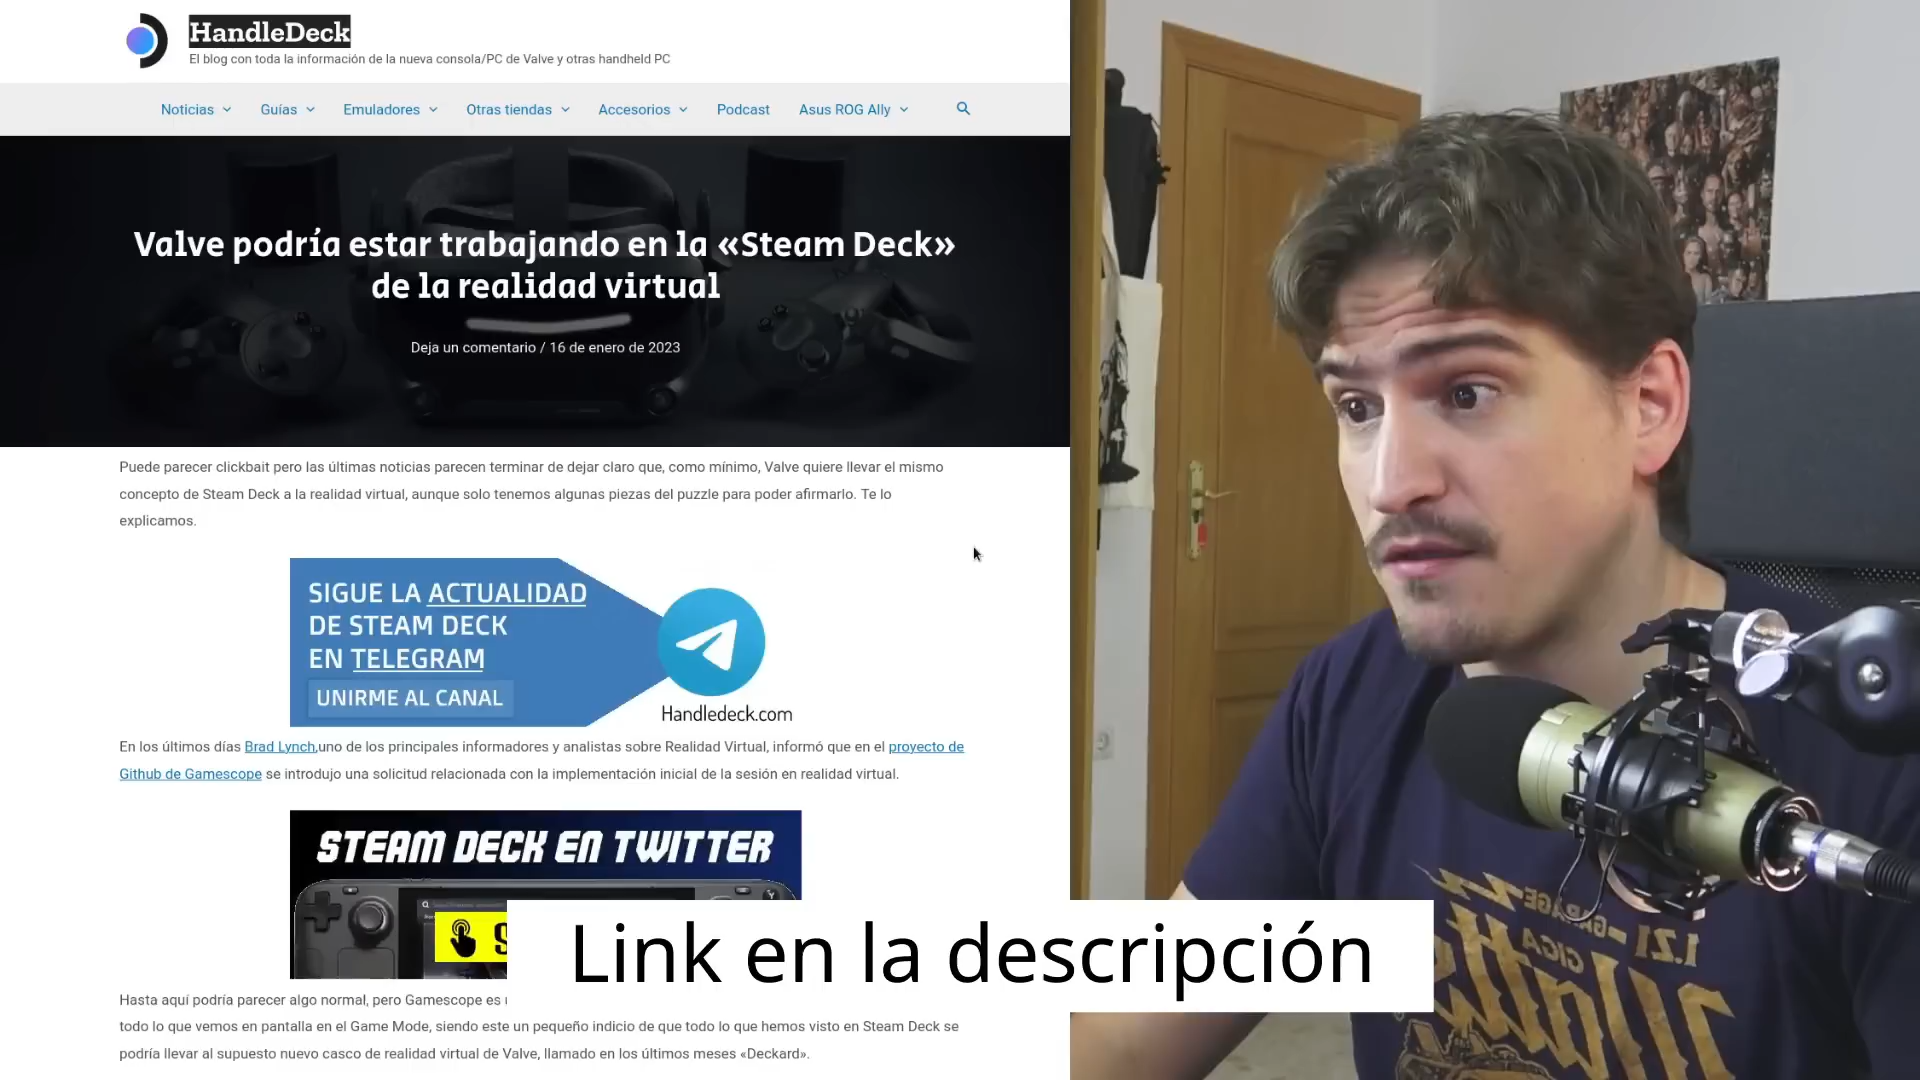 HandleDeck
El blog con toda la información de la nueva consola/PC de Valve y otras handheld PC
Noticias Guías Emuladores Otras tiendas Accesorios Podcast Asus ROG Ally
Valve podría estar trabajando en la «Steam Deck»
de la realidad virtual
Deja un comentario / 16 de enero de 2023
Puede parecer clickbait pero las últimas noticias parecen terminar de dejar claro que, como mínimo, Valve quiere llevar el mismo
concepto de Steam Deck a la realidad virtual, aunque solo tenemos algunas piezas del puzzle para poder afirmarlo. Te lo
explicamos.
SIGUE LA ACTUALIDAD
DE STEAM DECK
EN TELEGRAM
UNIRME AL CANAL
Handledeck.com
En los últimos días Brad Lynch,uno de los principales informadores y analistas sobre Realidad Virtual, informó que en el proyecto de
Github de Gamescope se introdujo una solicitud relacionada con la implementación inicial de la sesión en realidad virtual.
STEAM DECK EN TWITTER
Link en la descripción
Hasta aquí podría parecer algo normal, pero Gamescope es
todo lo que vemos en pantalla en el Game Mode, siendo este un pequeño indicio de que todo lo que hemos visto en Steam Deck se
podría llevar al supuesto nuevo casco de realidad virtual de Valve, llamado en los últimos meses «Deckard».
1.21
GARAGE
GIGA
Watts